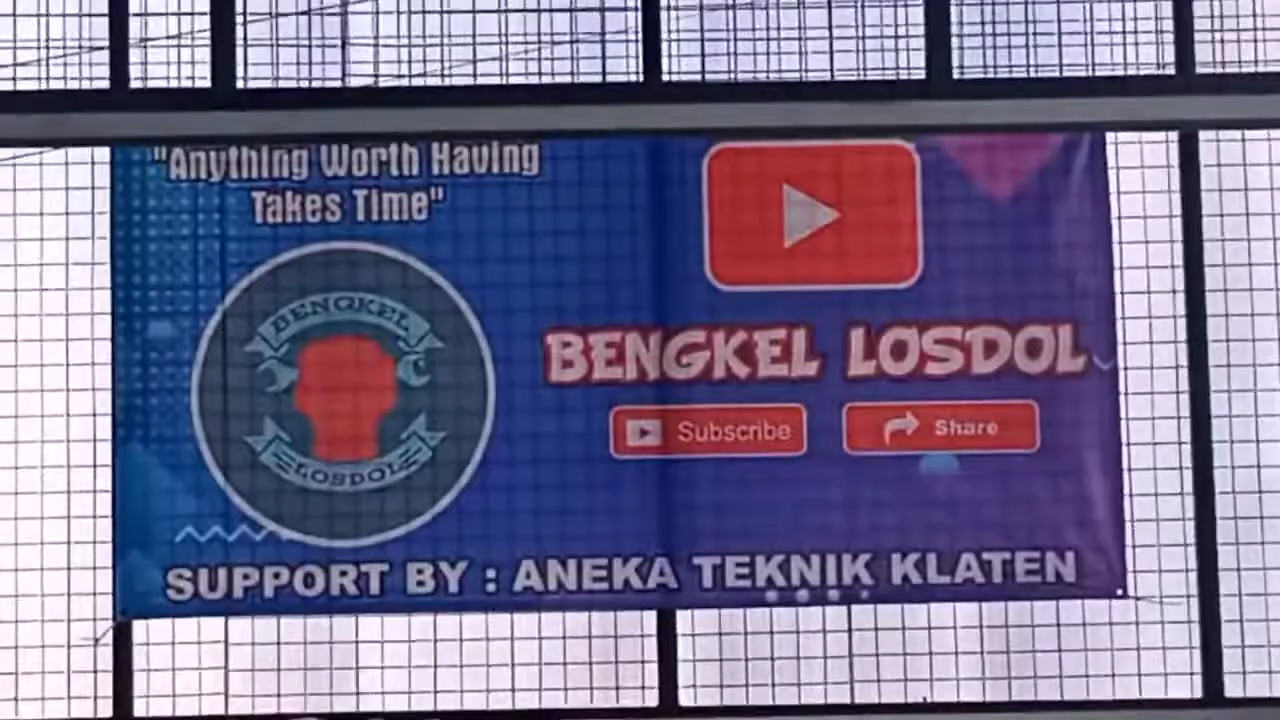 "Anything Worth Having
Takes Time"
BENGKEL
LOSDOL
BENGKEL LOSDOL
Subscribe
Share
SUPPORT BY : ANEKA TEKNIK KLATEN